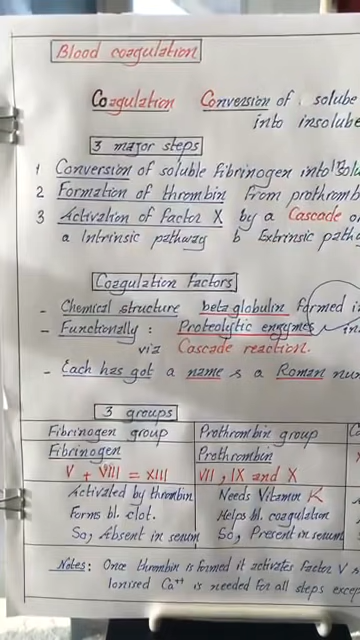 Blood coagulation
Coagulation Conversion of soluble
into insoluble
3 major steps
1 Conversion of soluble fibrinogen into
2 Formation of thrombin from prothromb
3 Activation of factor X by a Cascade o
a Intrinsic pathway b Extrinsic path
Coagulation factors
- Chemical structure beta globulin formed i
- Functionally : Proteolytic enzymes in
via Cascade reaction.
- Each has got a name & a Roman num
3 groups
Fibrinogen group Prothrombin group
Fibrinogen Prothrombin
V + VIII = XIII VII, IX and X
Activated by thrombin Needs Vitamin K
Forms bl. clot. Helps bl. coagulation
So, Absent in serum So, Present in serum
Notes: Once thrombin is formed it activates Factor V
Ionised Ca++ is needed for all steps excep